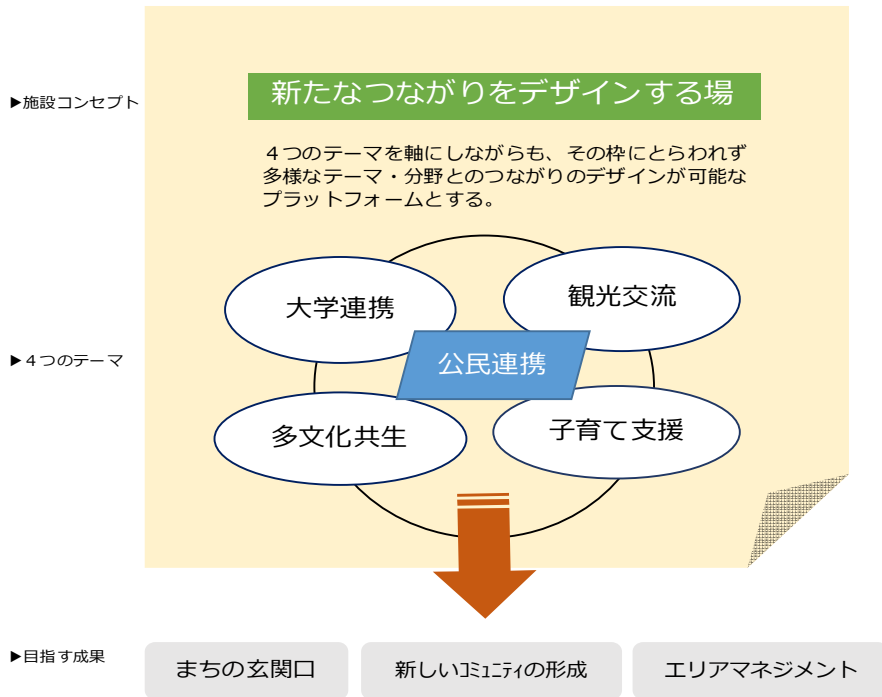 ▶施設コンセプト
新たなつながりをデザインする場
４つのテーマを軸にしながらも、その枠にとらわれず
多様なテーマ・分野とのつながりのデザインが可能な
プラットフォームとする。
▶４つのテーマ
大学連携
観光交流
公民連携
多文化共生
子育て支援
▶目指す成果
まちの玄関口
新しいｺﾐｭﾆﾃｨの形成
エリアマネジメント